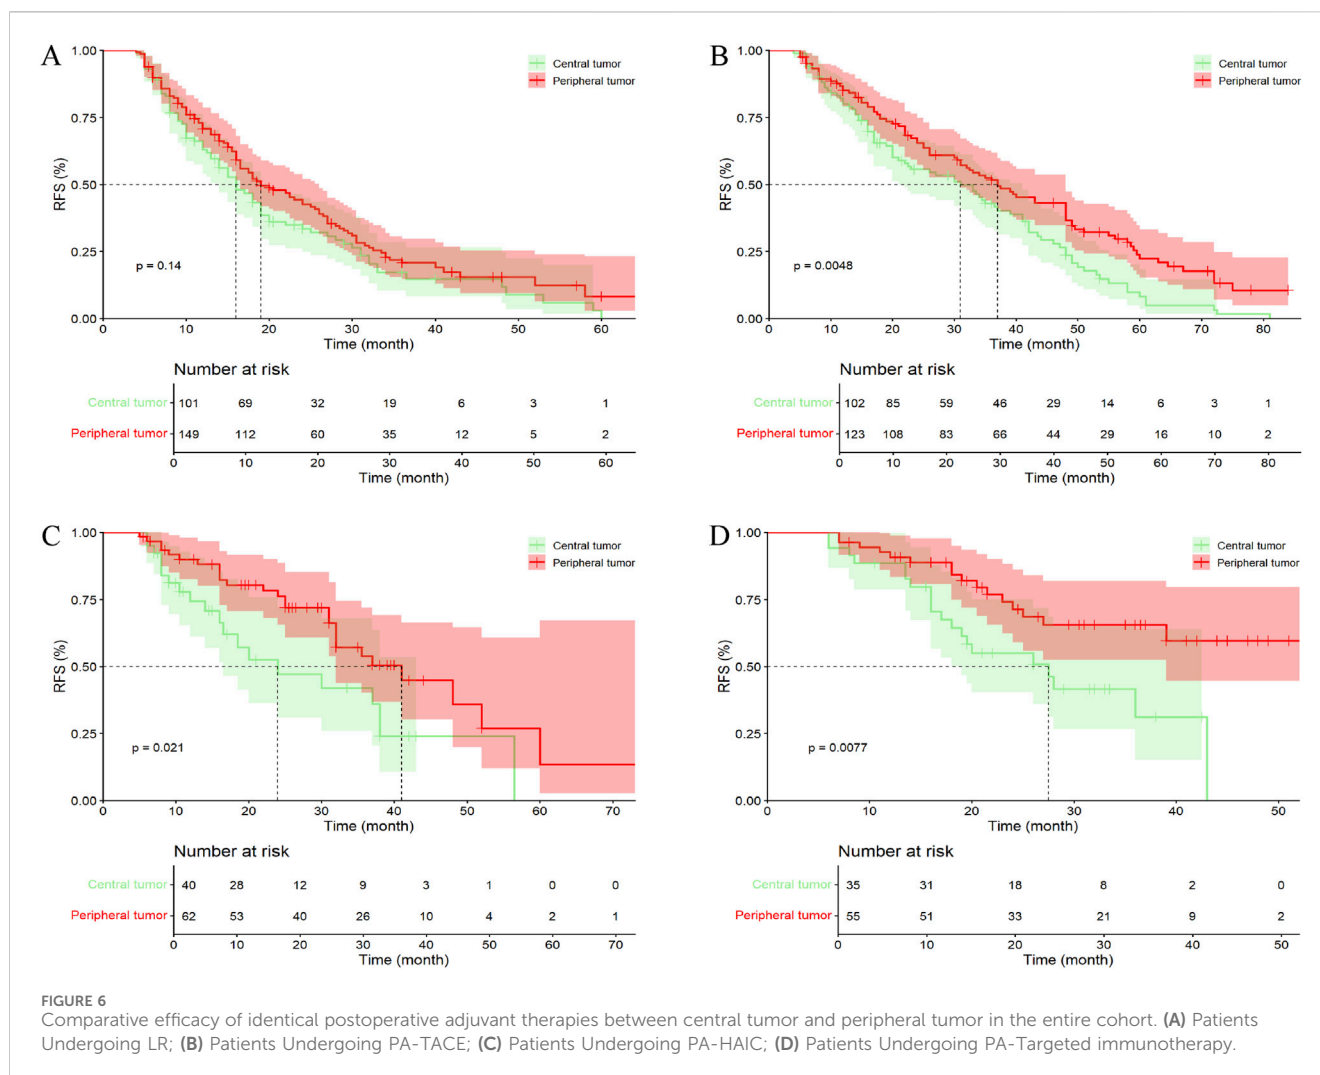 A
1.00
0.75
0.50
0.25
0.00
RFS (%)
Central tumor
Peripheral tumor
p = 0.14
0 10 20 30 40 50 60
Time (month)
Number at risk
Central tumor 101 69 32 19 6 3 1
Peripheral tumor 149 112 60 35 12 5 2
0 10 20 30 40 50 60
Time (month)
B
1.00
0.75
0.50
0.25
0.00
RFS (%)
Central tumor
Peripheral tumor
p = 0.0048
0 10 20 30 40 50 60 70 80
Time (month)
Number at risk
Central tumor 102 85 59 46 29 14 6 3 1
Peripheral tumor 123 108 83 66 44 29 16 10 2
0 10 20 30 40 50 60 70 80
Time (month)
C
1.00
0.75
0.50
0.25
0.00
RFS (%)
Central tumor
Peripheral tumor
p = 0.021
0 10 20 30 40 50 60 70
Time (month)
Number at risk
Central tumor 40 28 12 9 3 1 0 0
Peripheral tumor 62 53 40 26 10 4 2 1
0 10 20 30 40 50 60 70
Time (month)
D
1.00
0.75
0.50
0.25
0.00
RFS (%)
Central tumor
Peripheral tumor
p = 0.0077
0 10 20 30 40 50
Time (month)
Number at risk
Central tumor 35 31 18 8 2 0
Peripheral tumor 55 51 33 21 9 2
0 10 20 30 40 50
Time (month)
FIGURE 6
Comparative efficacy of identical postoperative adjuvant therapies between central tumor and peripheral tumor in the entire cohort. (A) Patients
Undergoing LR; (B) Patients Undergoing PA-TACE; (C) Patients Undergoing PA-HAIC; (D) Patients Undergoing PA-Targeted immunotherapy.